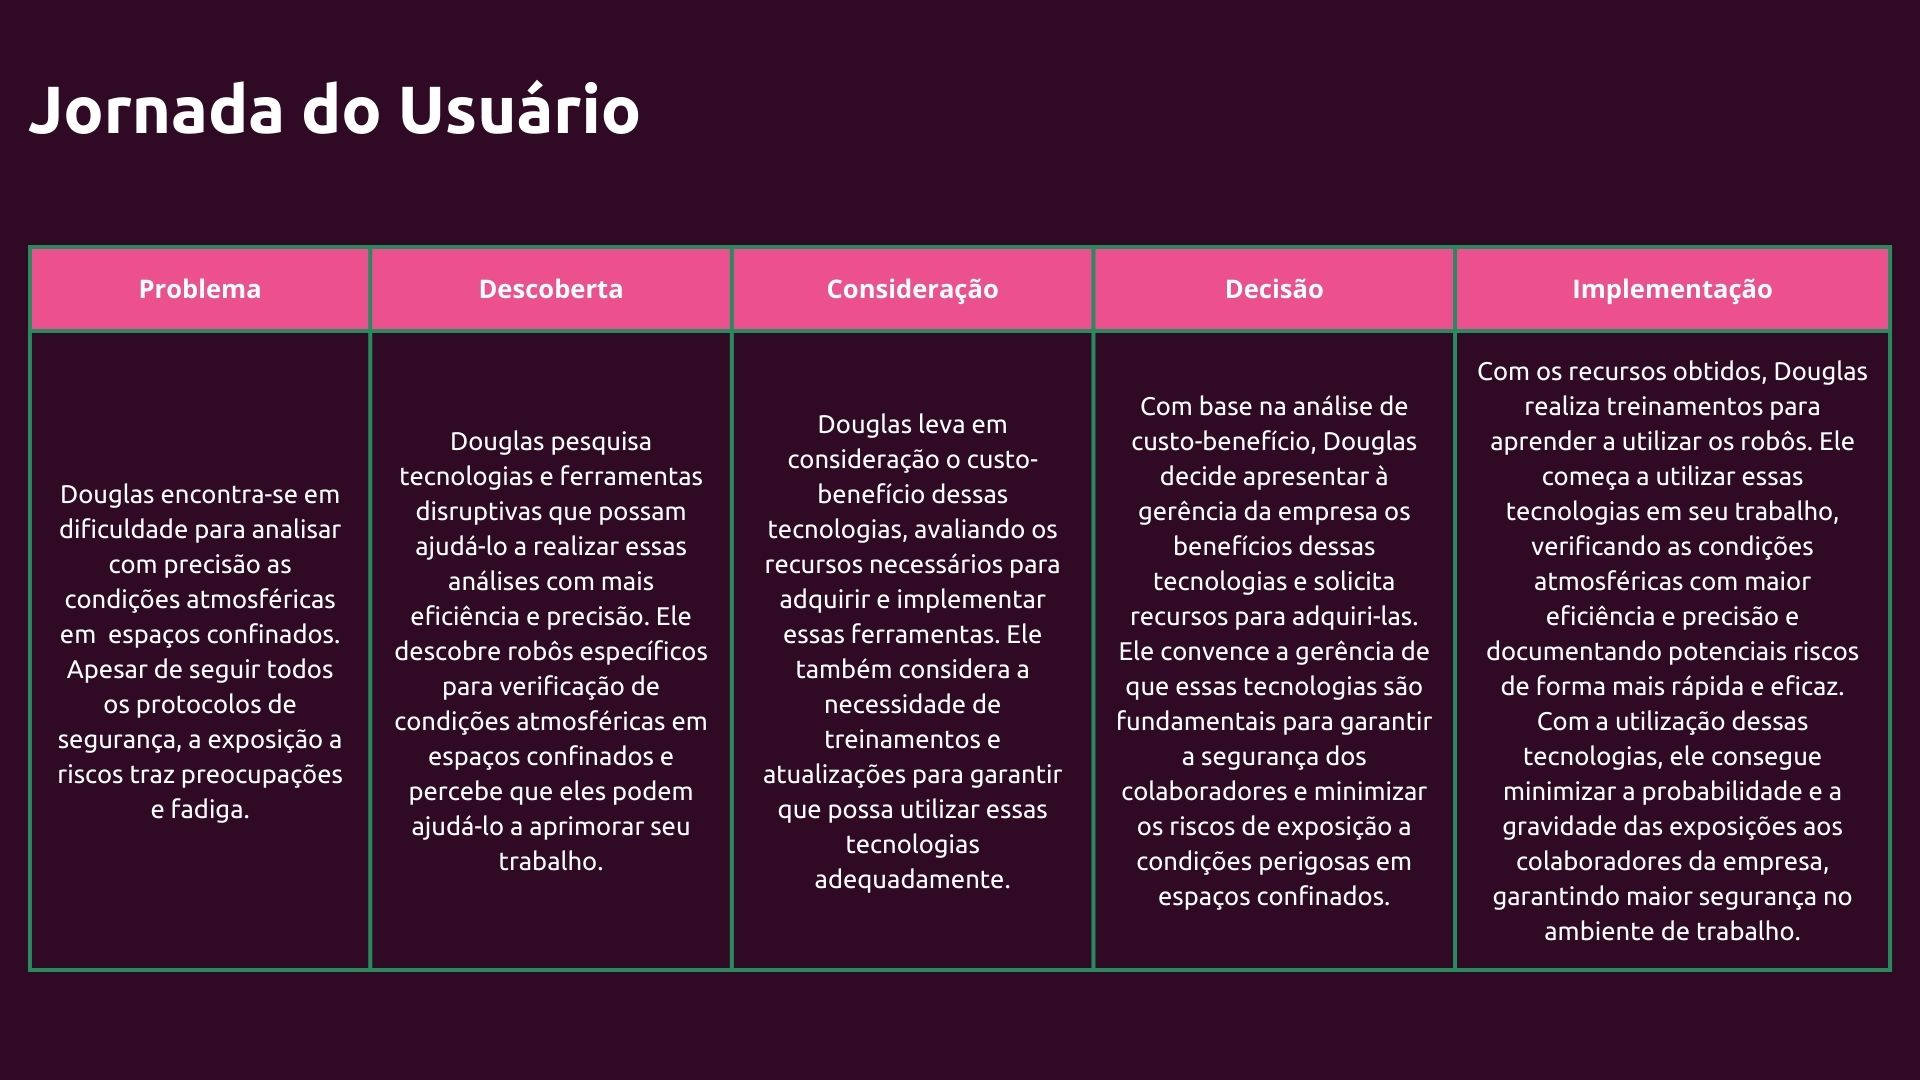 Jornada do Usuário
Problema
Descoberta
Consideração
Decisão
Implementação
Douglas encontra-se em
dificuldade para analisar
com precisão as
condições atmosféricas
em  espaços confinados.
Apesar de seguir todos
os protocolos de
segurança, a exposição a
riscos traz preocupações
e fadiga.
Douglas pesquisa
tecnologias e ferramentas
disruptivas que possam
ajudá-lo a realizar essas
análises com mais
eficiência e precisão. Ele
descobre robôs específicos
para verificação de
condições atmosféricas em
espaços confinados e
percebe que eles podem
ajudá-lo a aprimorar seu
trabalho.
Douglas leva em
consideração o custo-
benefício dessas
tecnologias, avaliando os
recursos necessários para
adquirir e implementar
essas ferramentas. Ele
também considera a
necessidade de
treinamentos e
atualizações para garantir
que possa utilizar essas
tecnologias
adequadamente.
Com base na análise de
custo-benefício, Douglas
decide apresentar à
gerência da empresa os
benefícios dessas
tecnologias e solicita
recursos para adquiri-las.
Ele convence a gerência de
que essas tecnologias são
fundamentais para garantir
a segurança dos
colaboradores e minimizar
os riscos de exposição a
condições perigosas em
espaços confinados.
Com os recursos obtidos, Douglas
realiza treinamentos para
aprender a utilizar os robôs. Ele
começa a utilizar essas
tecnologias em seu trabalho,
verificando as condições
atmosféricas com maior
eficiência e precisão e
documentando potenciais riscos
de forma mais rápida e eficaz.
Com a utilização dessas
tecnologias, ele consegue
minimizar a probabilidade e a
gravidade das exposições aos
colaboradores da empresa,
garantindo maior segurança no
ambiente de trabalho.